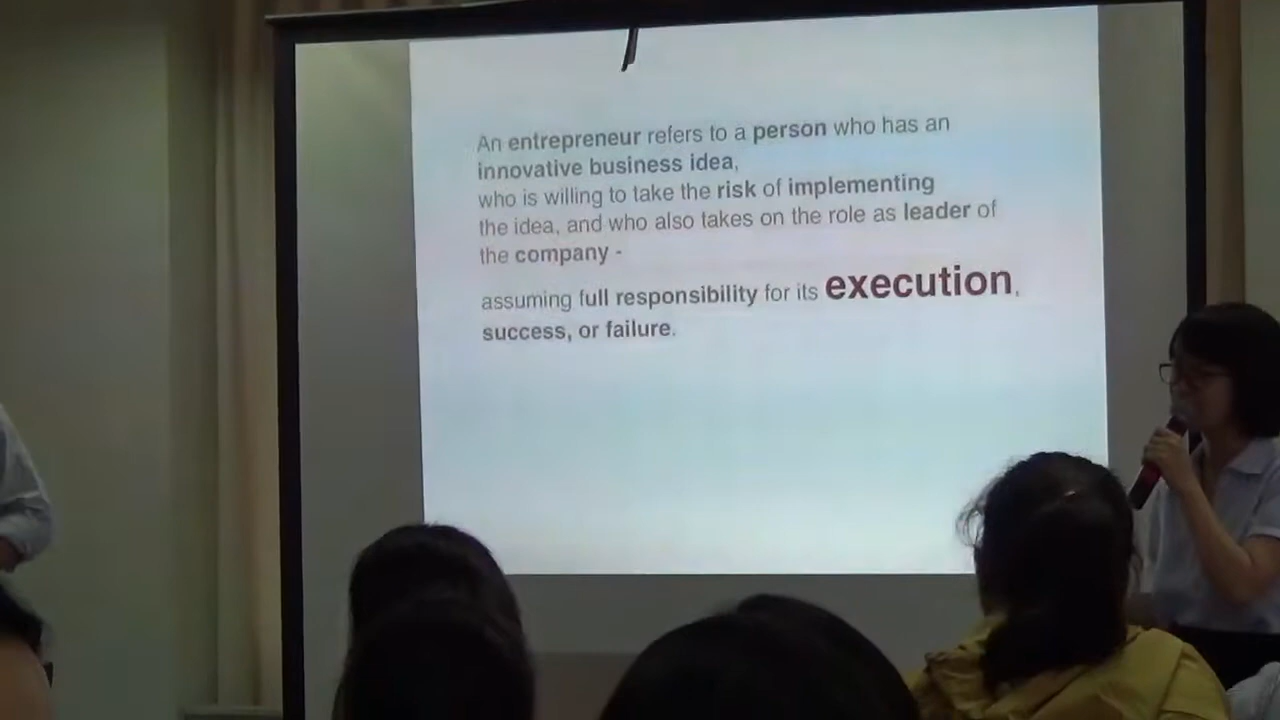 An entrepreneur refers to a person who has an
innovative business idea,
who is willing to take the risk of implementing
the idea, and who also takes on the role as leader of
the company -
assuming full responsibility for its execution,
success, or failure.